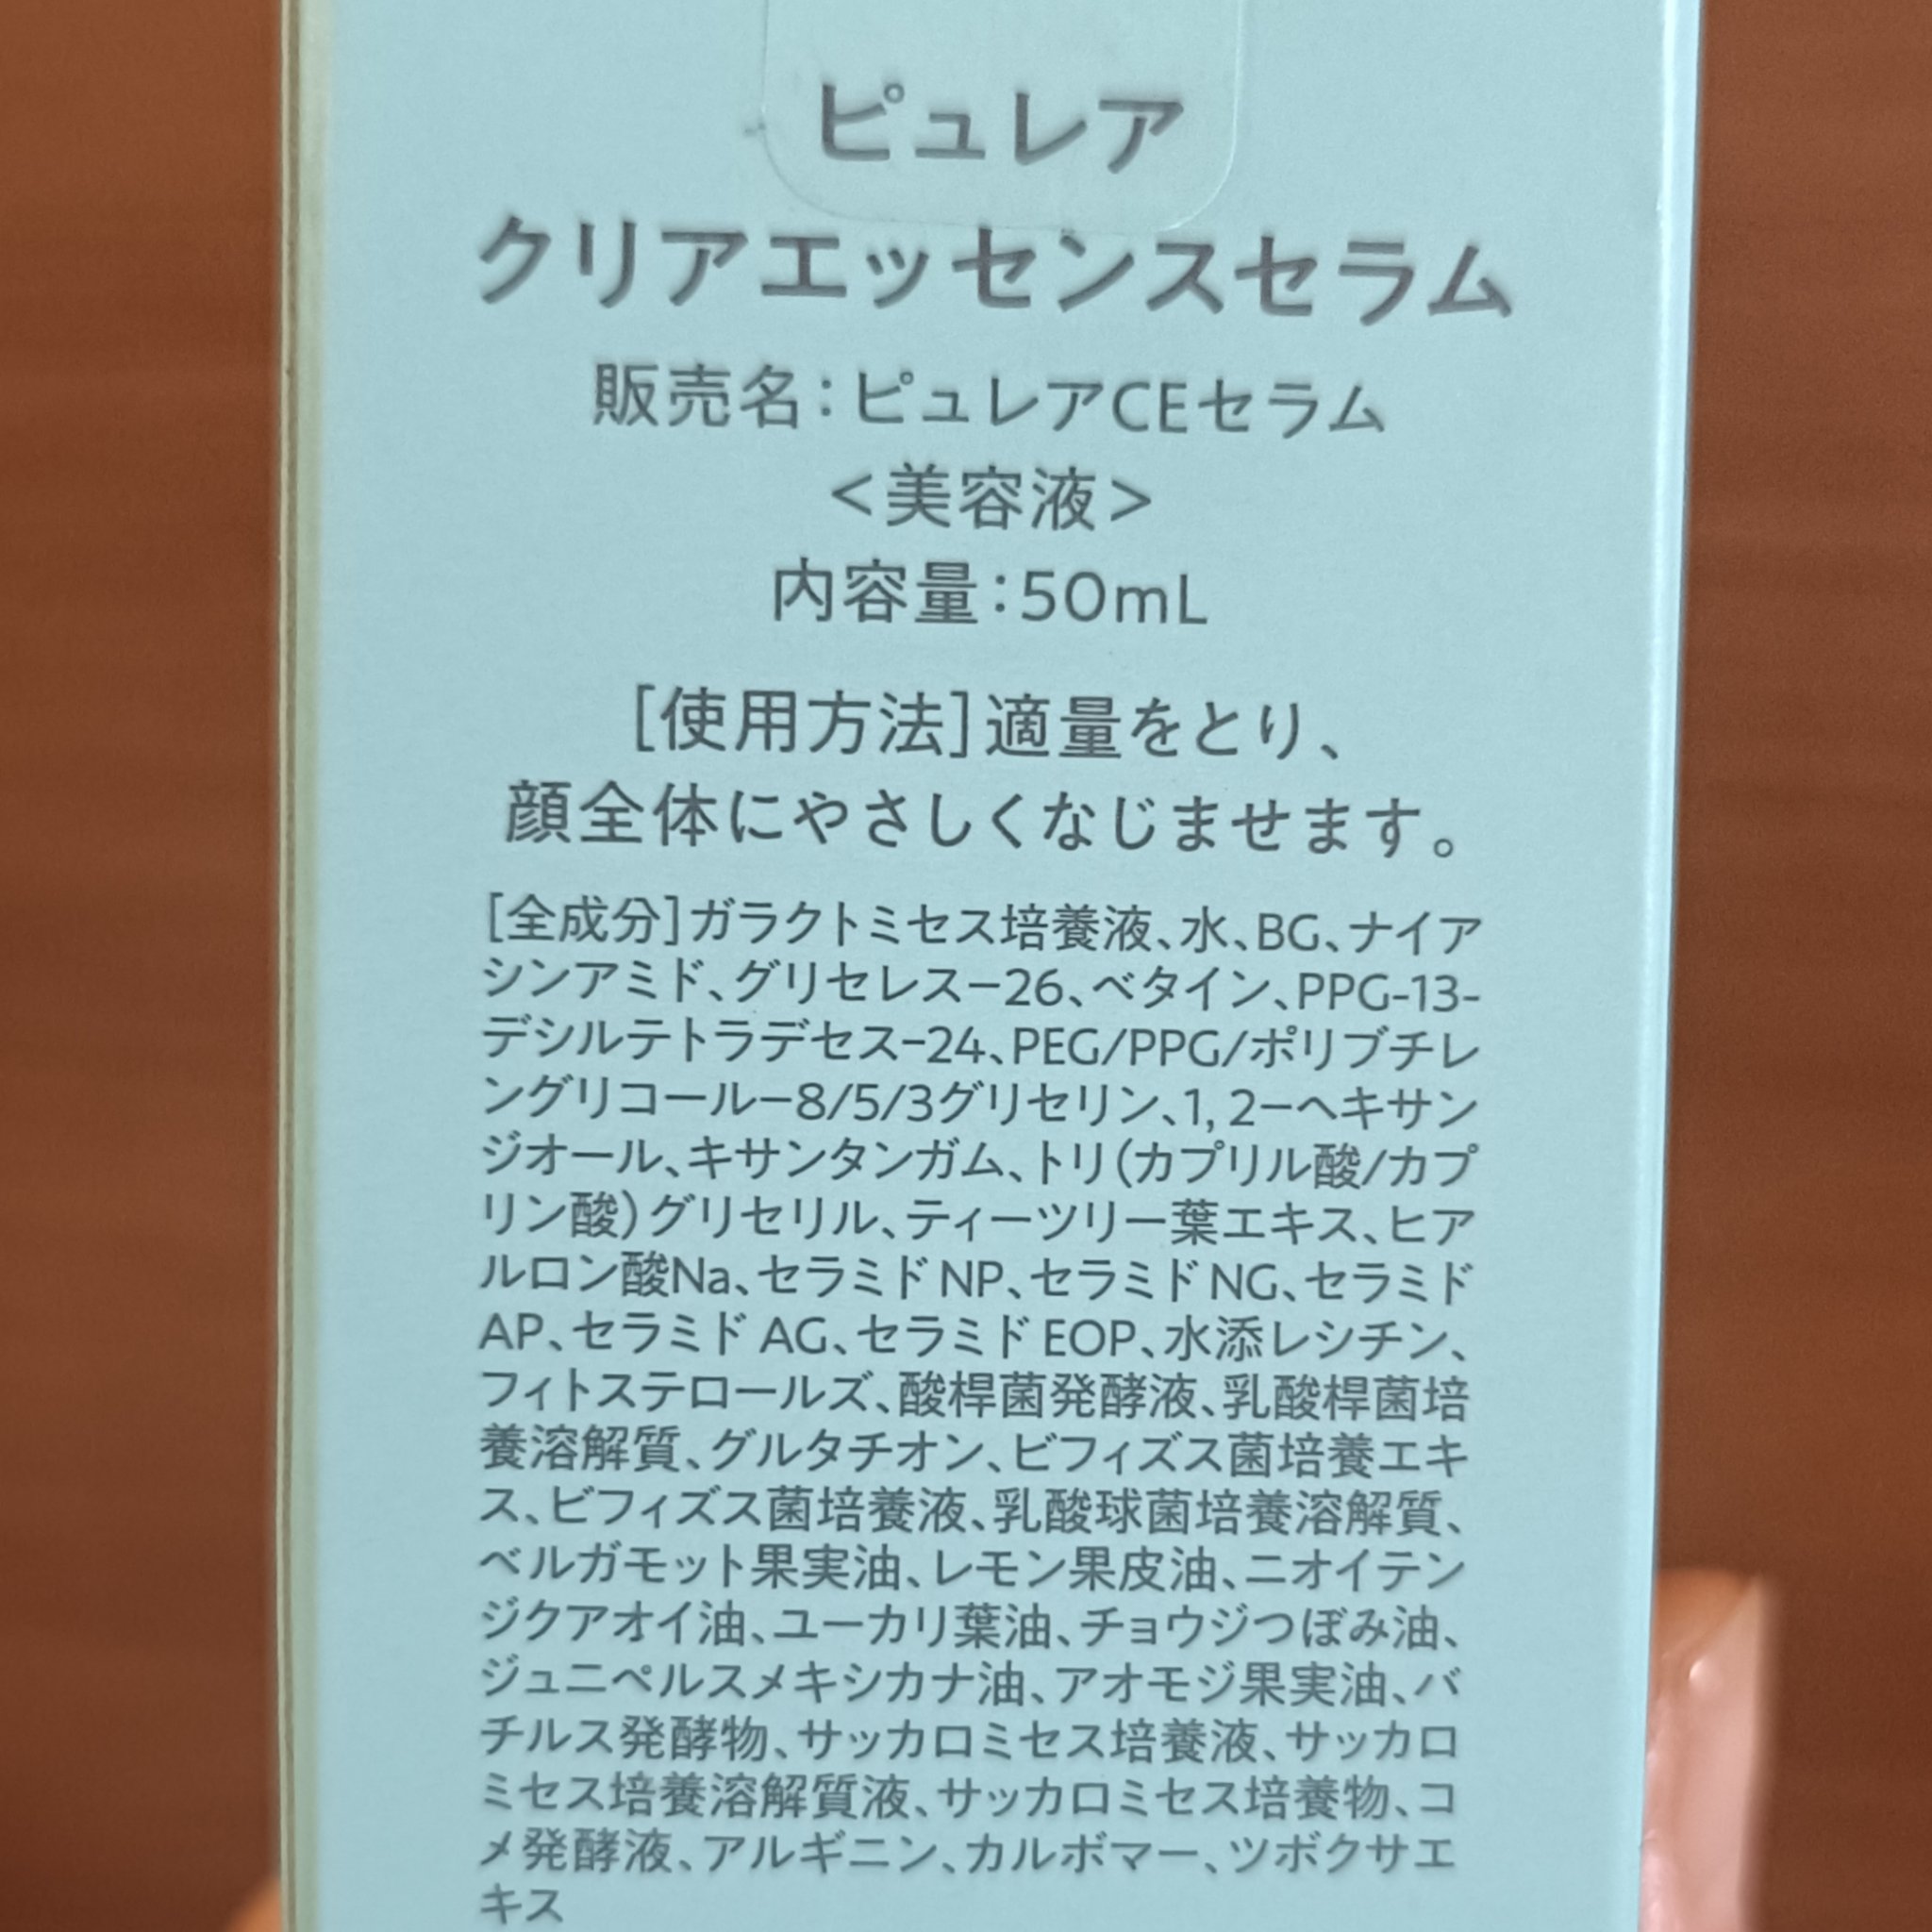 ピュレア
クリアエッセンスセラム
販売名：ピュレアCEセラム
<美容液>
内容量：50mL
[使用方法]適量をとり、
顔全体にやさしくなじませます。
[全成分]ガラクトミセス培養液、水、BG、ナイア
シンアミド、グリセレス－26、ベタイン、PPG-13-
デシルテトラデセス-24、PEG/PPG/ポリブチレ
ングリコール－8/5/3グリセリン、1, 2－ヘキサン
ジオール、キサンタンガム、トリ（カプリル酸/カプ
リン酸）グリセリル、ティーツリー葉エキス、ヒア
ルロン酸Na、セラミドNP、セラミドNG、セラミド
AP、セラミドAG、セラミドEOP、水添レシチン、
フィトステロールズ、酸桿菌発酵液、乳酸桿菌培
養溶解質、グルタチオン、ビフィズス菌培養エキ
ス、ビフィズス菌培養液、乳酸球菌培養溶解質、
ベルガモット果実油、レモン果皮油、ニオイテン
ジクアオイ油、ユーカリ葉油、チョウジつぼみ油、
ジュニペルスメキシカナ油、アオモジ果実油、バ
チルス発酵物、サッカロミセス培養液、サッカロ
ミセス培養溶解質液、サッカロミセス培養物、コ
メ発酵液、アルギニン、カルボマー、ツボクサエ
キス